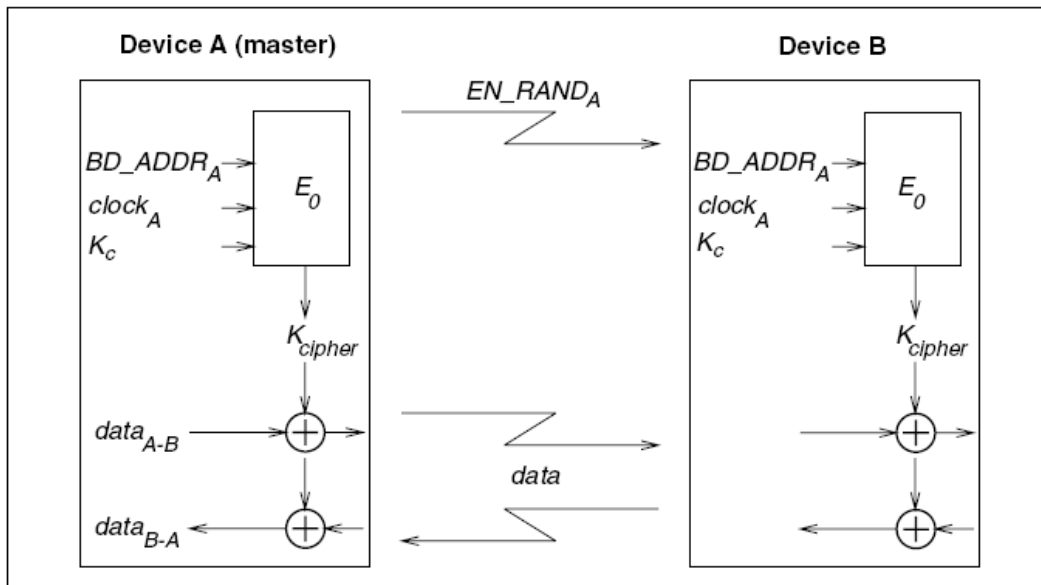 Device A (master)
Device B
EN_RAND_A
BD_ADDR_A
clock_A
K_c
E_0
K_cipher
data_A-B
data_B-A
data
BD_ADDR_A
clock_A
K_c
E_0
K_cipher